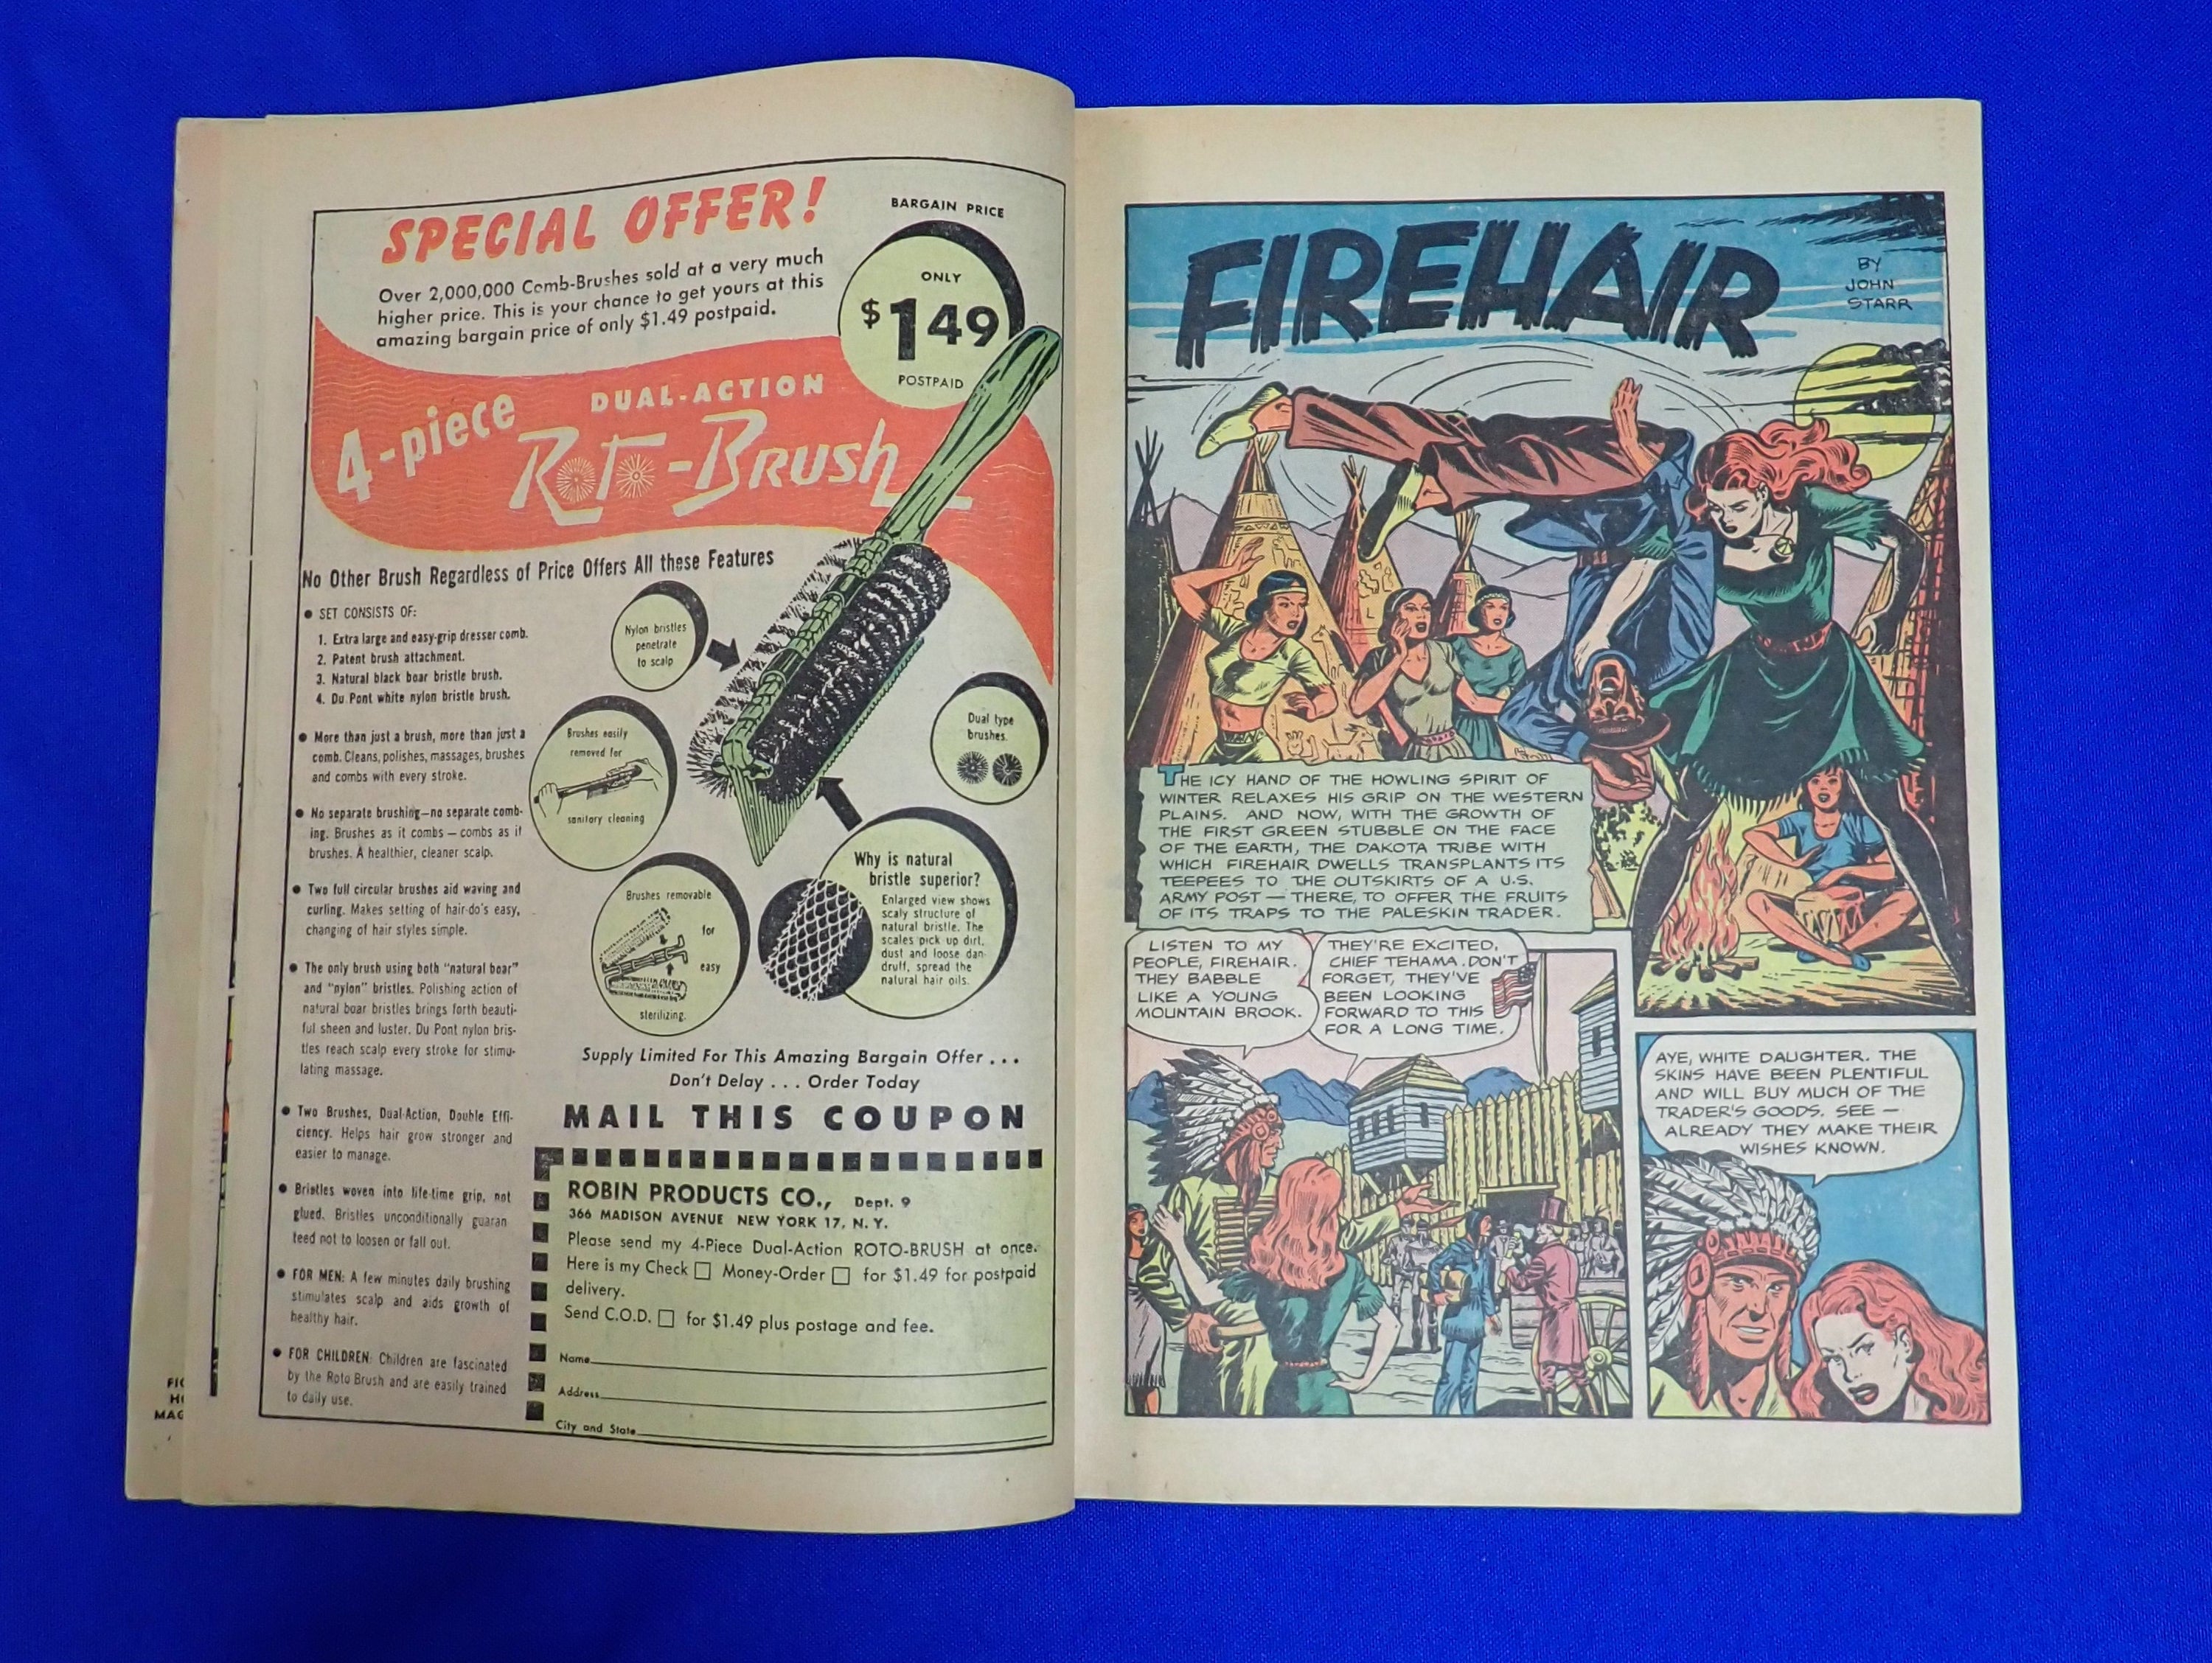 SPECIAL OFFER!
Over 2,000,000 Comb-Brushes sold at a very much
higher price. This is your chance to get yours at this
amazing bargain price of only $1.49 postpaid.
BARGAIN PRICE
ONLY
$149
POSTPAID
4-piece
DUAL-ACTION
ROTO-BRUSH
No Other Brush Regardless of Price Offers All these Features
• SET CONSISTS OF:
1. Extra large and easy-grip dresser comb.
2. Patent brush attachment.
3. Natural black boar bristle brush.
4. Du Pont white nylon bristle brush.
• More than just a brush, more than just a
comb. Cleans, polishes, massages, brushes
and combs with every stroke.
• No separate brushing—no separate comb-
ing. Brushes as it combs — combs as it
brushes. A healthier, cleaner scalp.
• Two full circular brushes aid waving and
curling. Makes setting of hair-do's easy,
changing of hair styles simple.
• The only brush using both "natural boar"
and "nylon" bristles. Polishing action of
natural boar bristles brings forth beauti-
ful sheen and luster. Du Pont nylon bris-
tles reach scalp every stroke for stimu-
lating massage.
• Two Brushes, Dual-Action, Double Effi-
ciency. Helps hair grow stronger and
easier to manage.
• Bristles woven into life-time grip, not
glued. Bristles unconditionally guaran
teed not to loosen or fall out.
• FOR MEN: A few minutes daily brushing
stimulates scalp and aids growth of
healthy hair.
• FOR CHILDREN: Children are fascinated
by the Roto Brush and are easily trained
to daily use.
Nylon bristles
penetrate
to scalp
Brushes easily
removed for
sanitary cleaning
Dual type
brushes.
Brushes removable
for
easy
sterilizing.
Why is natural
bristle superior?
Enlarged view shows
scaly structure of
natural bristle. The
scales pick up dirt,
dust and loose dan-
druff, spread the
natural hair oils.
Supply Limited For This Amazing Bargain Offer . . .
Don't Delay . . . Order Today
MAIL THIS COUPON
ROBIN PRODUCTS CO., Dept. 9
366 MADISON AVENUE NEW YORK 17, N. Y.
Please send my 4-Piece Dual-Action ROTO-BRUSH at once.
Here is my Check □ Money-Order □ for $1.49 for postpaid
delivery.
Send C.O.D. □ for $1.49 plus postage and fee.
Name
Address
City and State
FIREHAIR
BY
JOHN
STARR
THE ICY HAND OF THE HOWLING SPIRIT OF
WINTER RELAXES HIS GRIP ON THE WESTERN
PLAINS. AND NOW, WITH THE GROWTH OF
THE FIRST GREEN STUBBLE ON THE FACE
OF THE EARTH, THE DAKOTA TRIBE WITH
WHICH FIREHAIR DWELLS TRANSPLANTS ITS
TEEPEES TO THE OUTSKIRTS OF A U.S.
ARMY POST — THERE, TO OFFER THE FRUITS
OF ITS TRAPS TO THE PALESKIN TRADER.
LISTEN TO MY
PEOPLE, FIREHAIR.
THEY BABBLE
LIKE A YOUNG
MOUNTAIN BROOK.
THEY'RE EXCITED,
CHIEF TEHAMA. DON'T
FORGET, THEY'VE
BEEN LOOKING
FORWARD TO THIS
FOR A LONG TIME.
AYE, WHITE DAUGHTER. THE
SKINS HAVE BEEN PLENTIFUL
AND WILL BUY MUCH OF THE
TRADER'S GOODS. SEE —
ALREADY THEY MAKE THEIR
WISHES KNOWN.